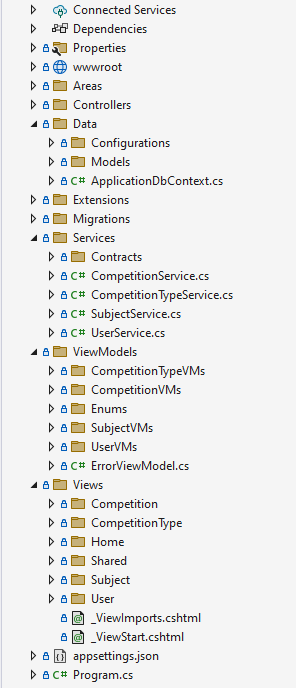 Connected Services
Dependencies
Properties
wwwroot
Areas
Controllers
Data
Configurations
Models
C# ApplicationDbContext.cs
Extensions
Migrations
Services
Contracts
C# CompetitionService.cs
C# CompetitionTypeService.cs
C# SubjectService.cs
C# UserService.cs
ViewModels
CompetitionTypeVMs
CompetitionVMs
Enums
SubjectVMs
UserVMs
C# ErrorViewModel.cs
Views
Competition
CompetitionType
Home
Shared
Subject
User
_ViewImports.cshtml
_ViewStart.cshtml
appsettings.json
C# Program.cs